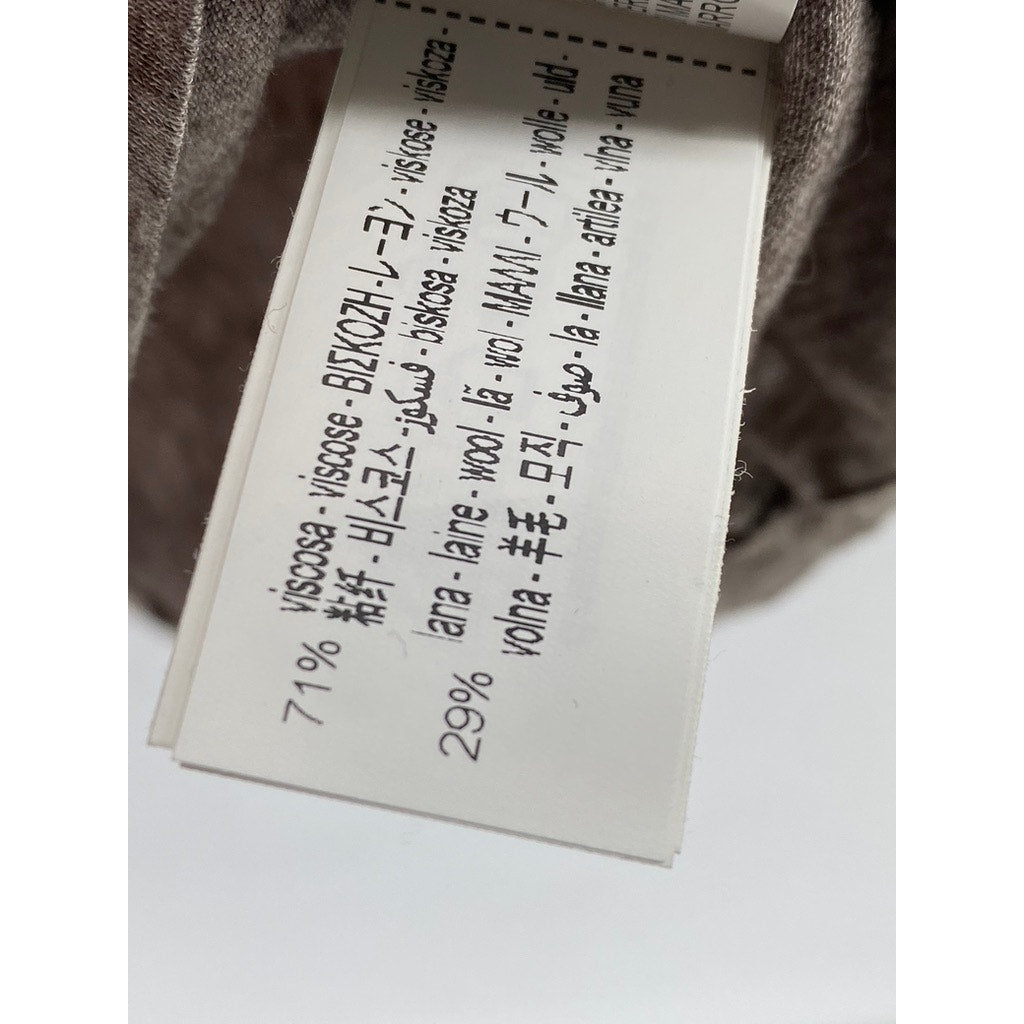 71% viscosa - viscose - ΒΙΣΚΟΖΗ - レーヨン - viskose - viskoza -
粘纤 - 비스코스 - فسكوز - biskosa - viskoza
29% lana - laine - wool - lã - wol - ΜΑΛΛΙ - ウール - wolle - uld -
volna - 羊毛 - 모직 - صوف - la - llana - artilea - vlna - vuna